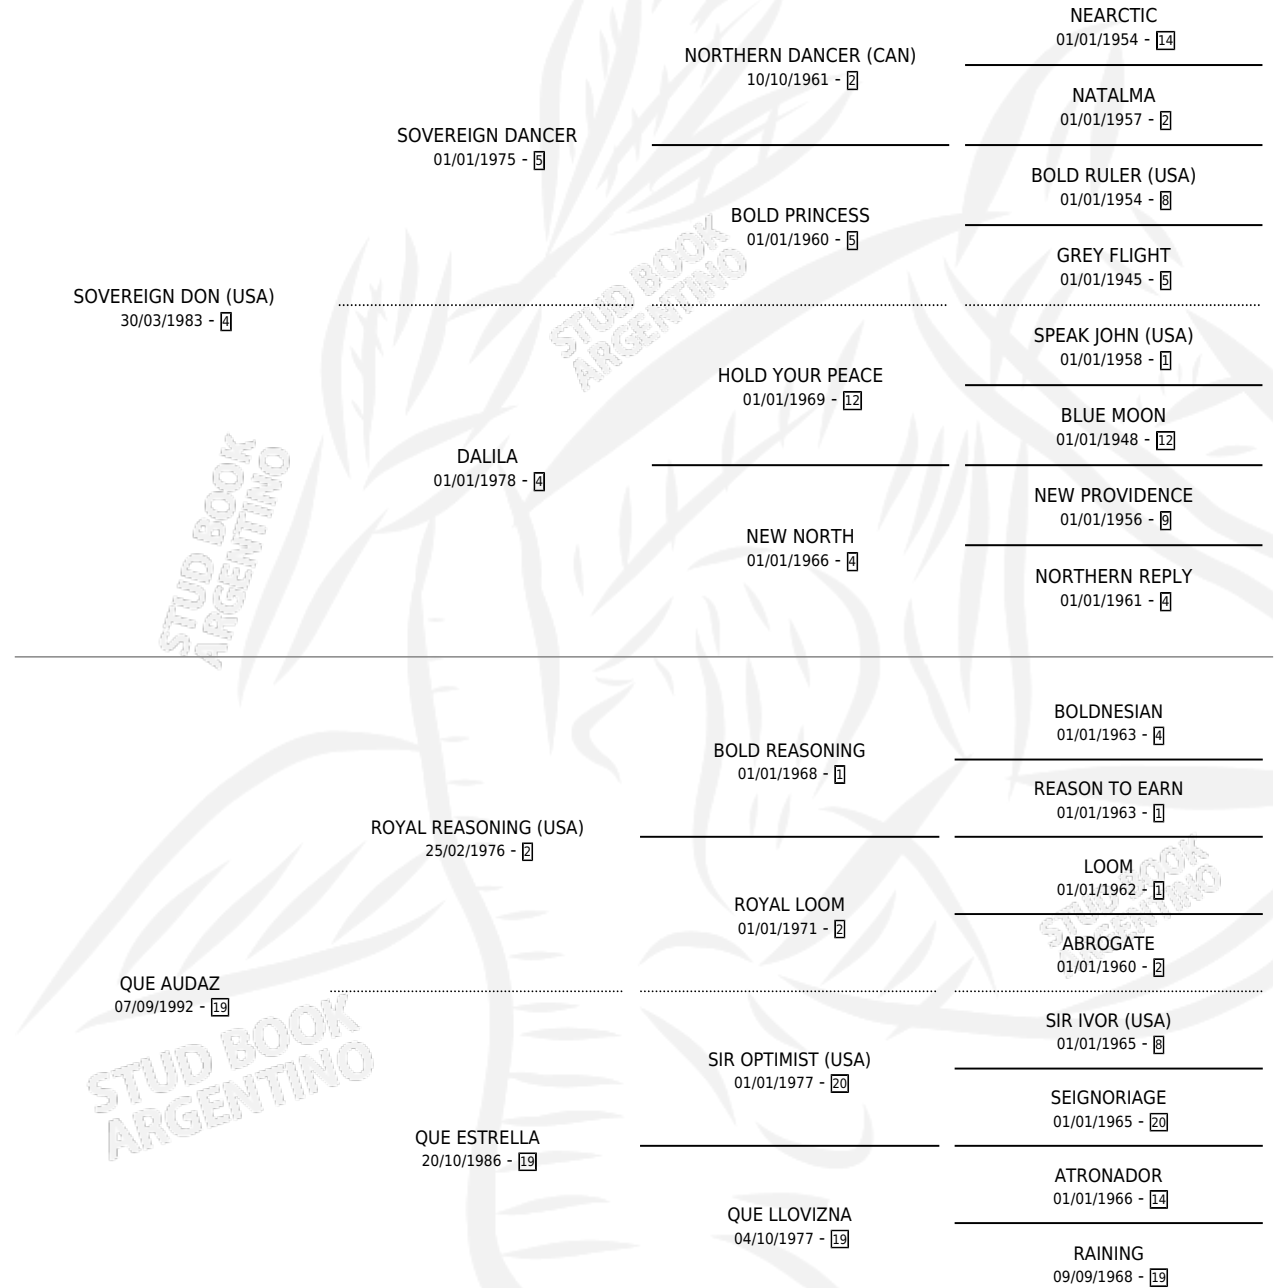 NEARCTIC
01/01/1954 - 14
NORTHERN DANCER (CAN)
10/10/1961 - 2
NATALMA
01/01/1957 - 2
SOVEREIGN DANCER
01/01/1975 - 5
BOLD RULER (USA)
01/01/1954 - 8
BOLD PRINCESS
01/01/1960 - 5
GREY FLIGHT
01/01/1945 - 5
STUD BOOK
ARGENTINO
SOVEREIGN DON (USA)
30/03/1983 - 4
SPEAK JOHN (USA)
01/01/1958 - 1
HOLD YOUR PEACE
01/01/1969 - 12
BLUE MOON
01/01/1948 - 12
DALILA
01/01/1978 - 4
NEW PROVIDENCE
01/01/1956 - 9
NEW NORTH
01/01/1966 - 4
NORTHERN REPLY
01/01/1961 - 4
STUD BOOK
ARGENTINO
BOLDNESIAN
01/01/1963 - 4
BOLD REASONING
01/01/1968 - 1
REASON TO EARN
01/01/1963 - 1
ROYAL REASONING (USA)
25/02/1976 - 2
LOOM
01/01/1962 - 1
ROYAL LOOM
01/01/1971 - 2
ABROGATE
01/01/1960 - 2
STUD BOOK
ARGENTINO
QUE AUDAZ
07/09/1992 - 19
SIR IVOR (USA)
01/01/1965 - 8
SIR OPTIMIST (USA)
01/01/1977 - 20
SEIGNORIAGE
01/01/1965 - 20
STUD BOOK
ARGENTINO
QUE ESTRELLA
20/10/1986 - 19
ATRONADOR
01/01/1966 - 14
QUE LLOVIZNA
04/10/1977 - 19
RAINING
09/09/1968 - 19